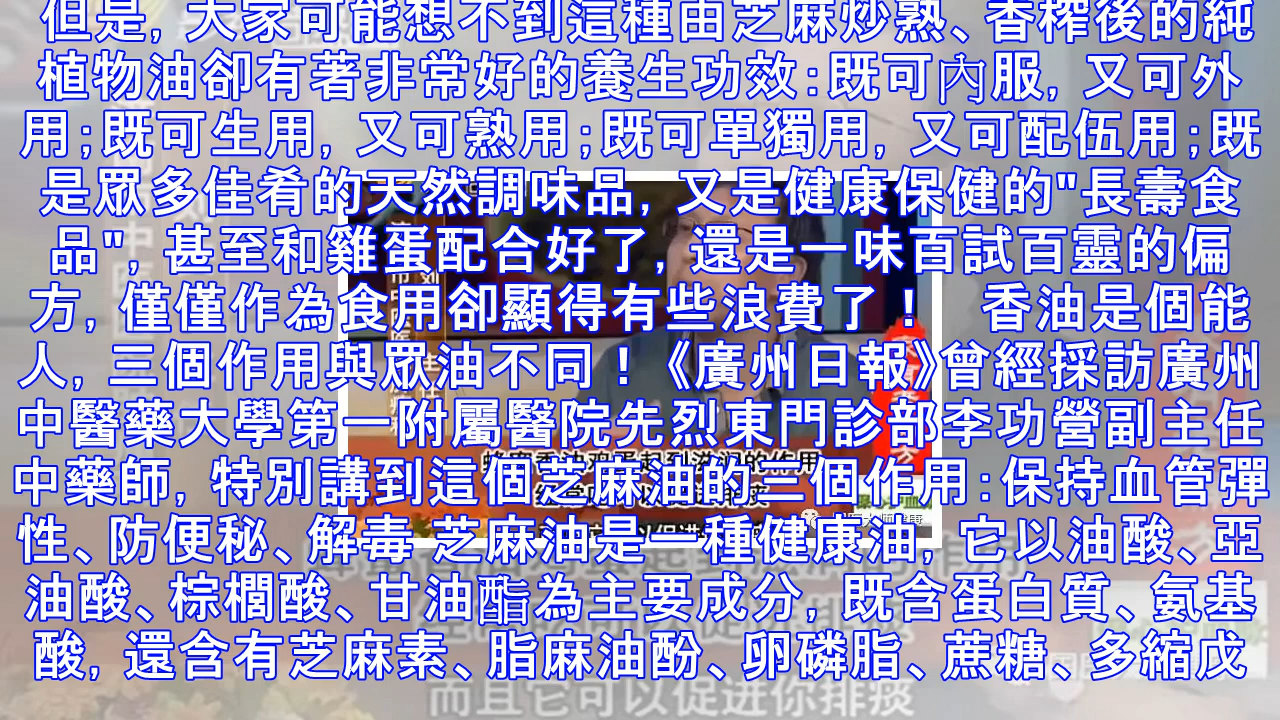 但是, 大家可能想不到這種由芝麻炒熟、香榨後的純
植物油卻有著非常好的養生功效:既可內服, 又可外
用;既可生用, 又可熟用;既可單獨用, 又可配伍用;既
是眾多佳肴的天然調味品, 又是健康保健的"長壽食
品", 甚至和雞蛋配合好了, 還是一味百試百靈的偏
方, 僅僅作為食用卻顯得有些浪費了！ 香油是個能
人, 三個作用與眾油不同！《廣州日報》曾經採訪廣州
中醫藥大學第一附屬醫院先烈東門診部李功營副主任
中藥師, 特別講到這個芝麻油的三個作用:保持血管彈
性、防便秘、解毒 芝麻油是一種健康油, 它以油酸、亞
油酸、棕櫚酸、甘油酯為主要成分, 既含蛋白質、氨基
酸, 還含有芝麻素、脂麻油酚、卵磷脂、蔗糖、多縮戊
而且它可以促进你排痰